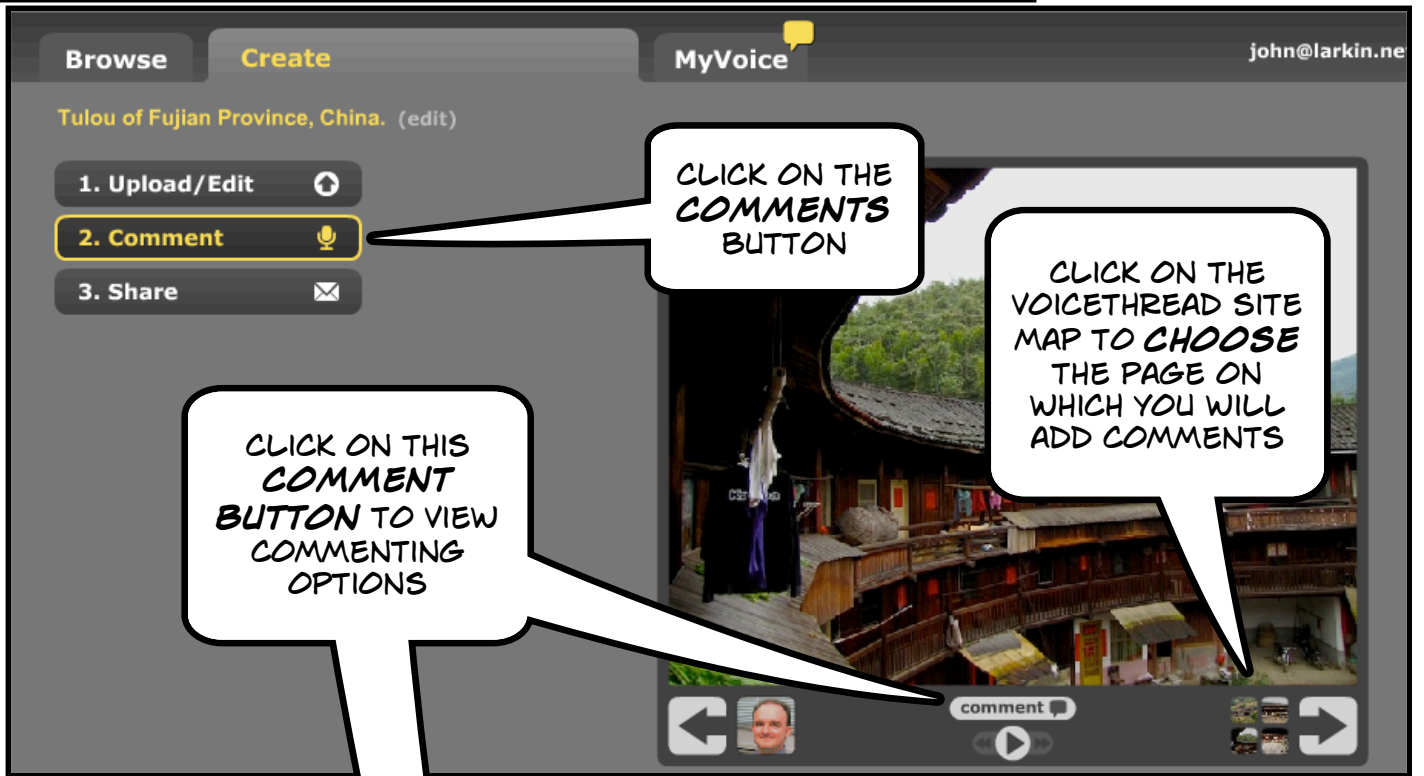 Browse
Create
MyVoice
john@larkin.ne
Tulou of Fujian Province, China. (edit)
1. Upload/Edit
2. Comment
3. Share
CLICK ON THE
COMMENTS
BUTTON
CLICK ON THE
VOICETHREAD SITE
MAP TO CHOOSE
THE PAGE ON
WHICH YOU WILL
ADD COMMENTS
CLICK ON THIS
COMMENT
BUTTON TO VIEW
COMMENTING
OPTIONS
comment